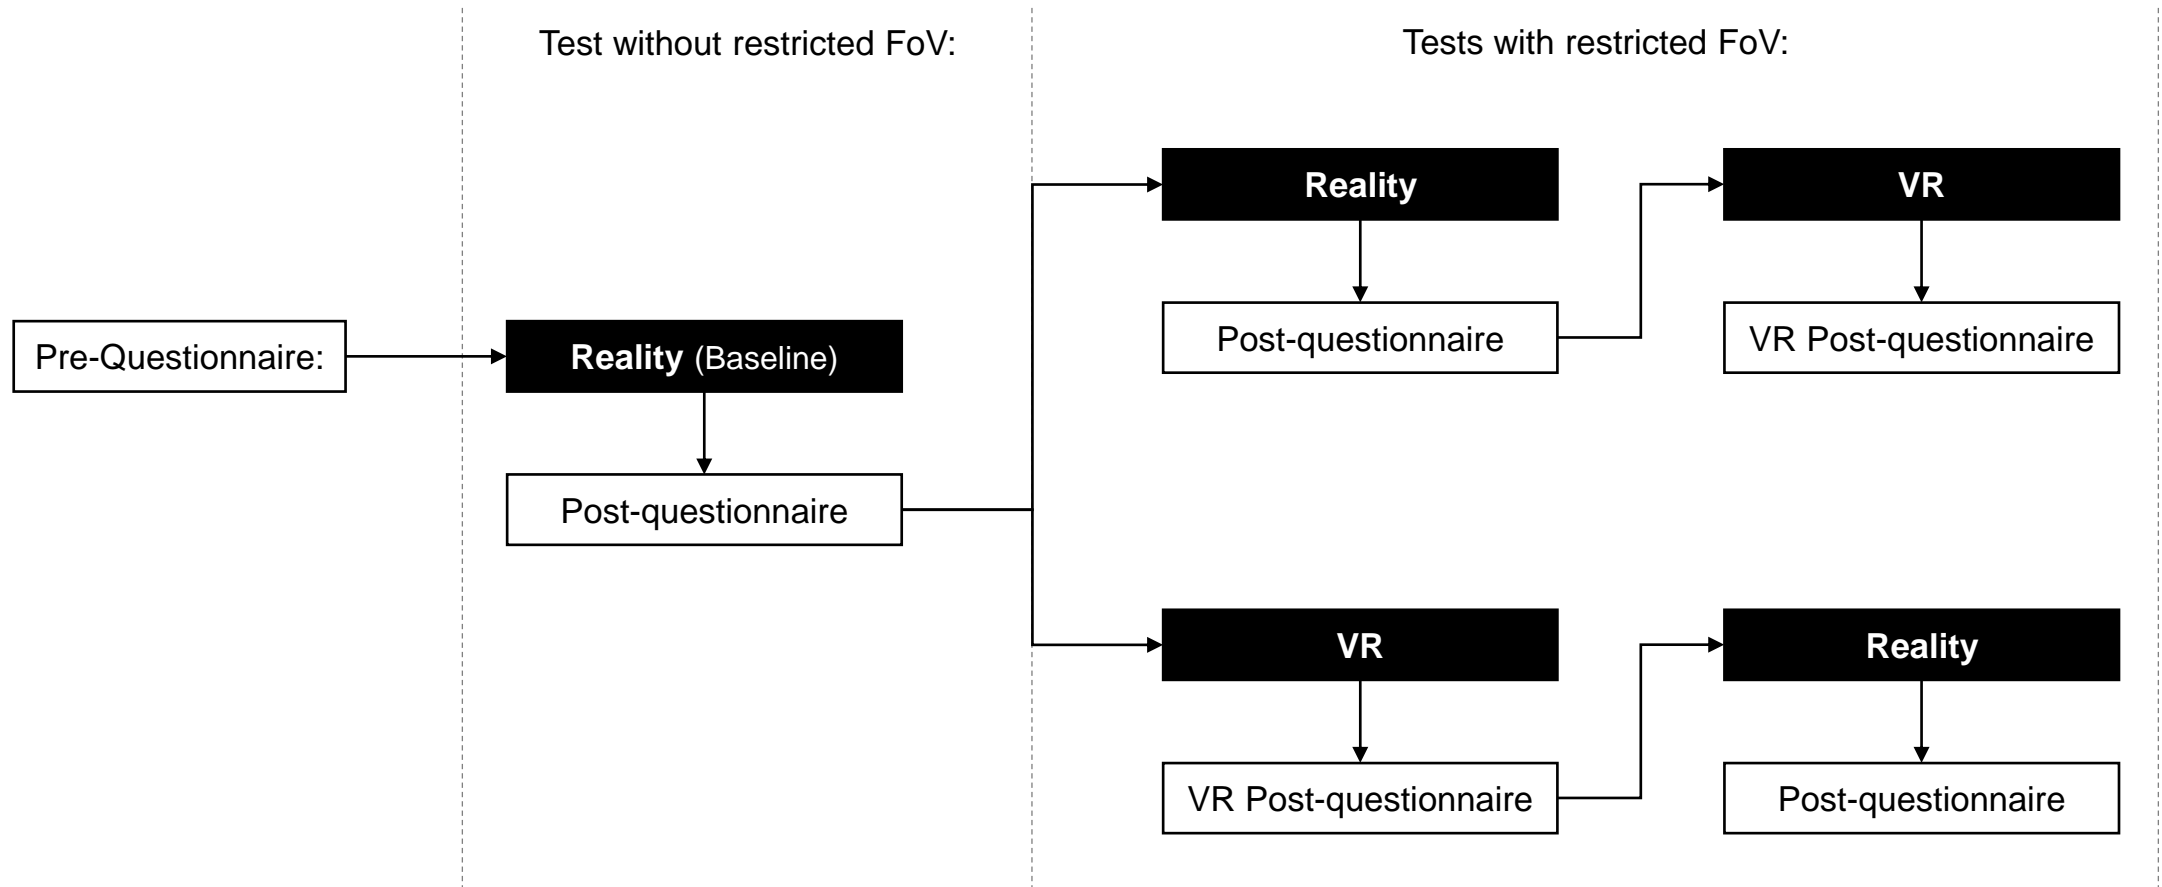 Test without restricted FoV:
Tests with restricted FoV:
Pre-Questionnaire:
Reality (Baseline)
Post-questionnaire
Reality
Post-questionnaire
VR
VR Post-questionnaire
VR
VR Post-questionnaire
Reality
Post-questionnaire